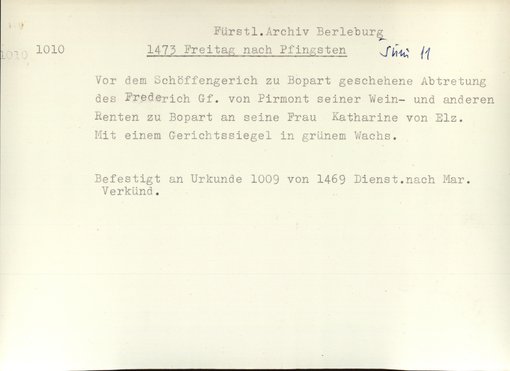 Fürstl.Archiv Berleburg
1010 1010 1473 Freitag nach Pfingsten Juni 11
Vor dem Schöffengerich zu Bopart geschehene Abtretung
des Frederich Gf. von Pirmont seiner Wein- und anderen
Renten zu Bopart an seine Frau Katharine von Elz.
Mit einem Gerichtssiegel in grünem Wachs.
Befestigt an Urkunde 1009 von 1469 Dienst.nach Mar.
Verkünd.